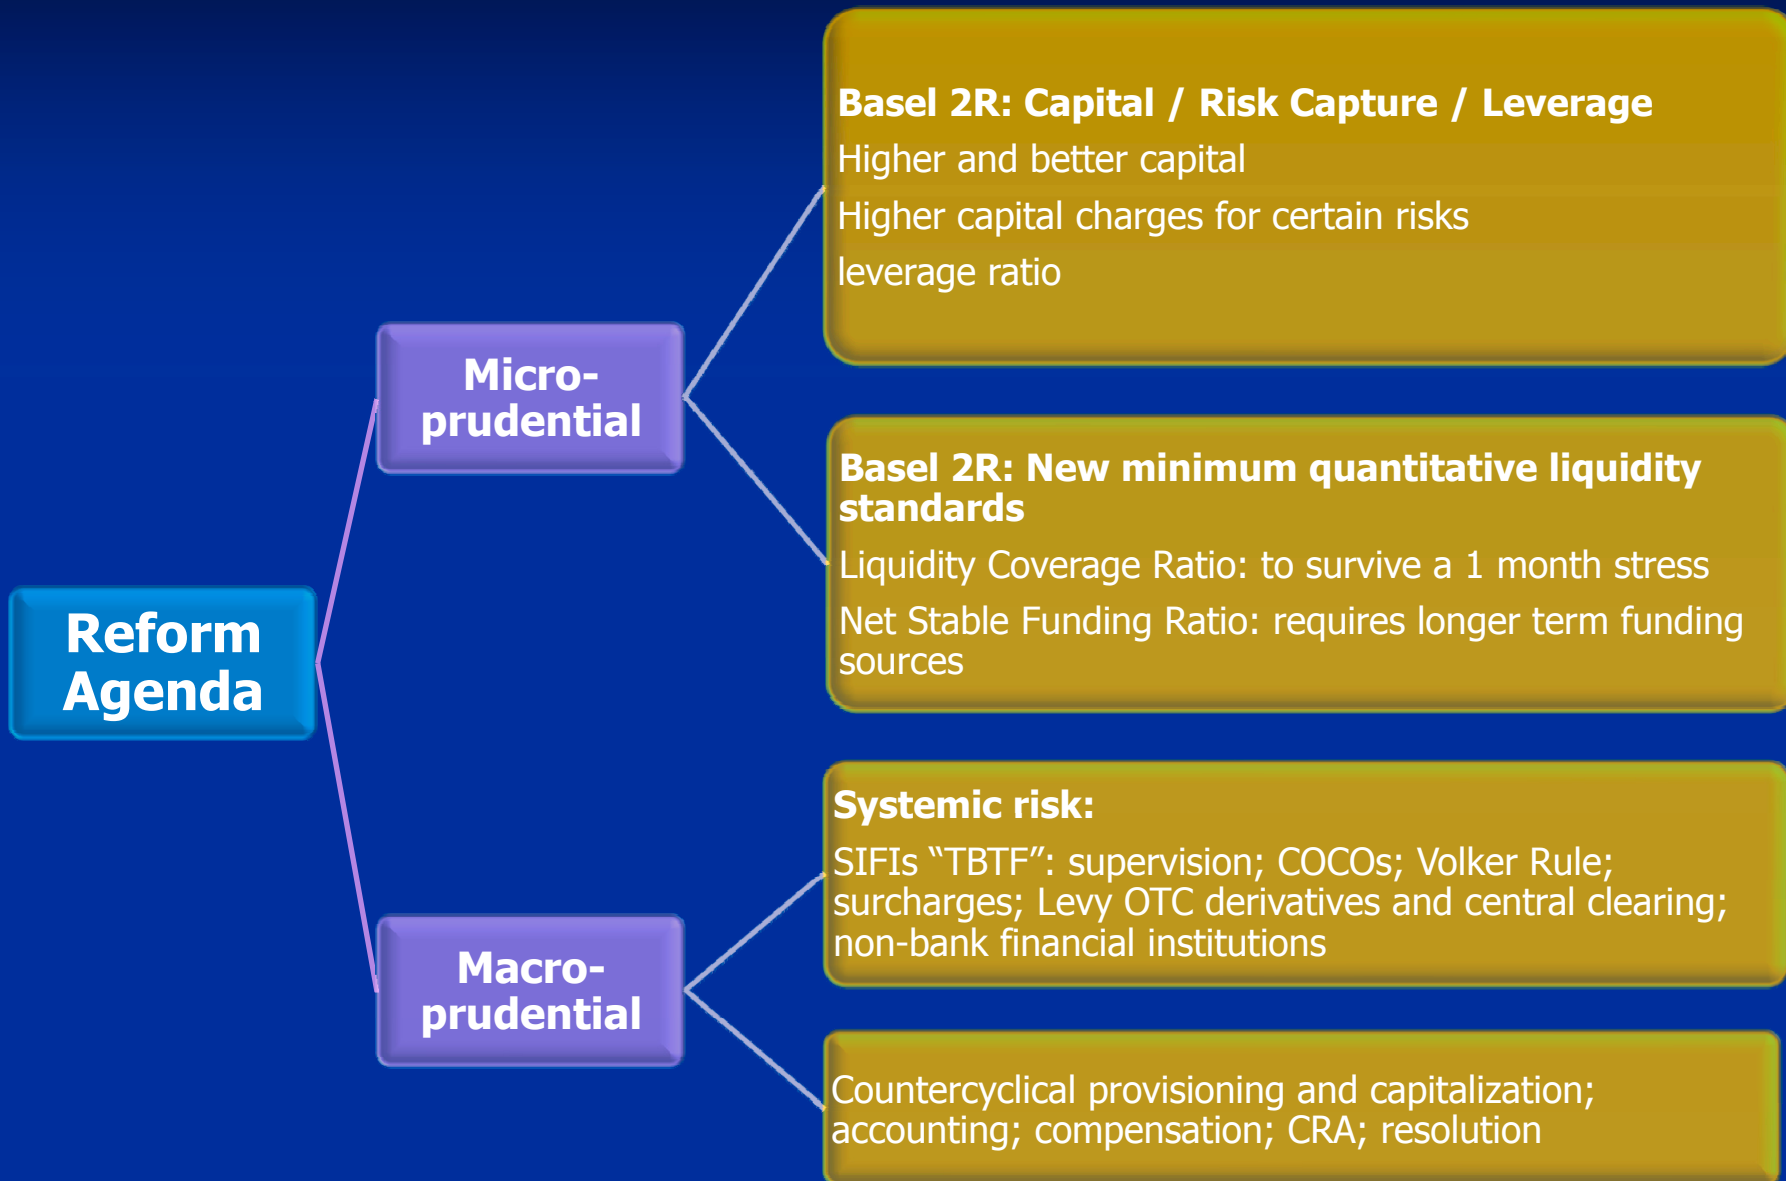 Reform
Agenda
Micro-
prudential
Macro-
prudential
Basel 2R: Capital / Risk Capture / Leverage
Higher and better capital
Higher capital charges for certain risks
leverage ratio
Basel 2R: New minimum quantitative liquidity
standards
Liquidity Coverage Ratio: to survive a 1 month stress
Net Stable Funding Ratio: requires longer term funding
sources
Systemic risk:
SIFIs “TBTF”: supervision; COCOs; Volker Rule;
surcharges; Levy OTC derivatives and central clearing;
non-bank financial institutions
Countercyclical provisioning and capitalization;
accounting; compensation; CRA; resolution